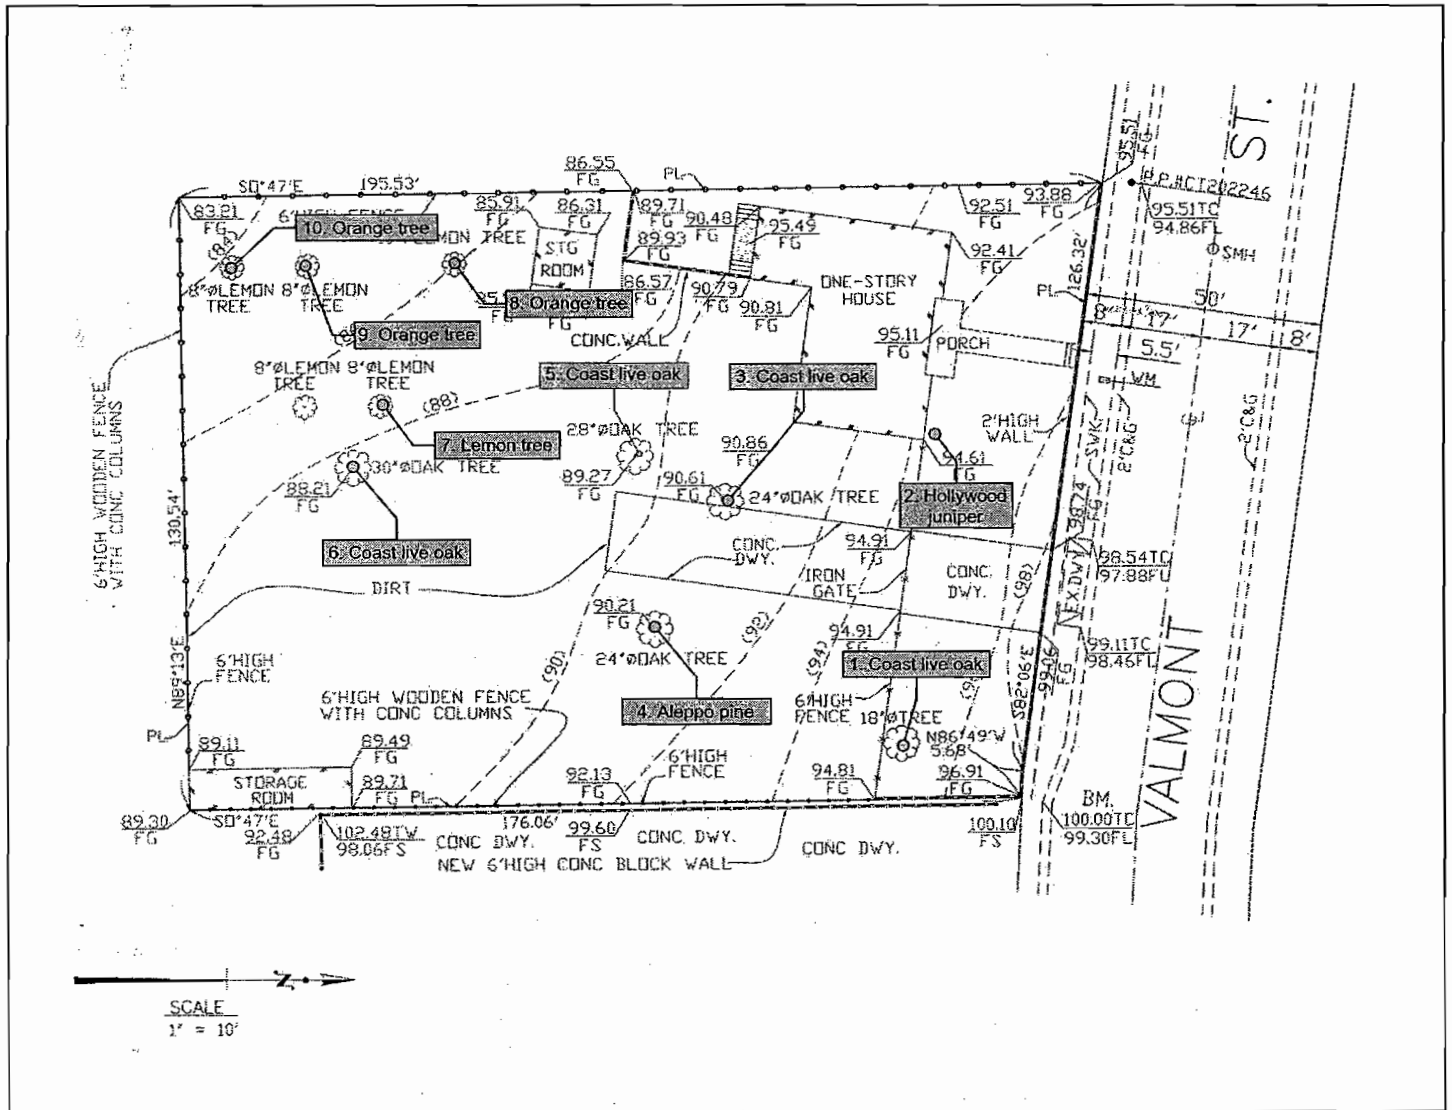 ST.
95.51
FG
P.P.#CT202246
95.51TC
94.86FL
SMH
86.55
FG
PL
S0°47'E
195.53'
93.88
FG
92.51
FG
126.32'
83.21
FG
6'HIGH FENCE
85.91
FG
86.31
FG
89.71
FG
90.48
FG
95.49
FG
92.41
FG
10. Orange tree
LEMON TREE
STG
ROOM
89.93
FG
(84)
8"ØLEMON
TREE
8"ØLEMON
TREE
8. Orange tree
FG
86.57
FG
90.79
FG
90.81
FG
ONE-STORY
HOUSE
PL
50'
8"
17'
17'
8'
5.5'
9. Orange tree
CONC. WALL
95.11
FG
PORCH
WM
8"ØLEMON
TREE
8"ØLEMON
TREE
5. Coast live oak
3. Coast live oak
(88)
6'HIGH WOODEN FENCE
WITH CONC COLUMNS
2'HIGH
WALL
SWK
2'C&G
2'C&G
28"ØOAK TREE
7. Lemon tree
90.86
FG
94.61
FG
30"ØOAK TREE
88.21
FG
89.27
FG
90.61
FG
24"ØOAK TREE
2. Hollywood
juniper
98.74
FG
130.54'
6. Coast live oak
CONC.
DWY.
94.91
FG
98.54TC
97.88FL
IRON
GATE
CONC.
DWY.
(98)
EX.DWY
DIRT
90.21
FG
(92)
94.91
FG
99.11TC
98.46FL
24"ØOAK TREE
(90)
(94)
1. Coast live oak
99.06
FG
S82°06'E
N89°13'E
6'HIGH
FENCE
6'HIGH WOODEN FENCE
WITH CONC COLUMNS
4. Aleppo pine
6'HIGH
FENCE
18"ØTREE
N86°49'W
5.68'
VALMONT
PL
89.11
FG
89.49
FG
6'HIGH
FENCE
STORAGE
ROOM
89.71
FG
PL
92.13
FG
94.81
FG
96.91
FG
BM.
100.00TC
99.30FL
89.30
FG
S0°47'E
92.48
FG
102.48TW
98.06FS
CONC DWY.
176.06'
99.60
FS
CONC DWY.
CONC DWY.
100.10
FS
NEW 6'HIGH CONC BLOCK WALL
N
SCALE
1" = 10'